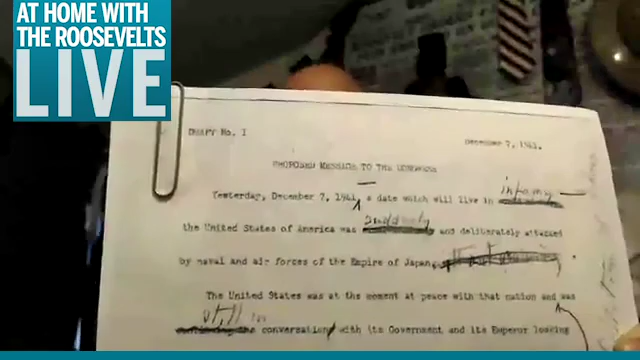 AT HOME WITH
THE ROOSEVELTS
LIVE
DRAFT No. 1
December 7, 1941.
PROPOSED MESSAGE TO THE CONGRESS
infamy
Yesterday, December 7, 1941, a date which will live in
suddenly
the United States of America was and deliberately attacked
by naval and air forces of the Empire of Japan.
The United States was at the moment at peace with that nation and was
still in
conversation with its Government and its Emperor looking